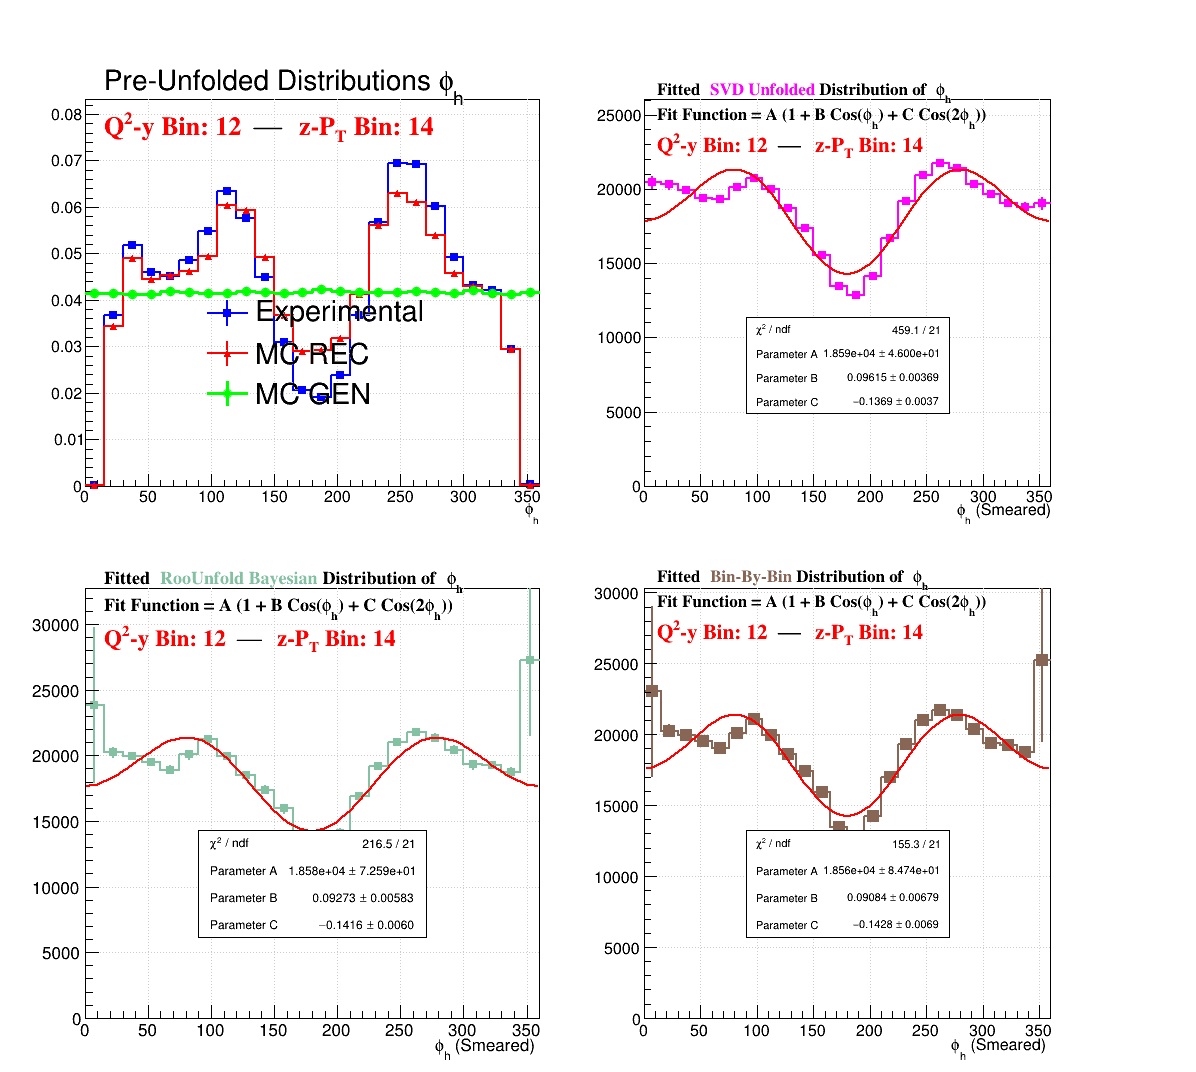 Pre-Unfolded Distributions ϕh
Q²-y Bin: 12 — z-PT Bin: 14
0.08
0.07
0.06
0.05
0.04
0.03
0.02
0.01
0
Experimental
MC REC
MC GEN
0 50 100 150 200 250 300 350
ϕh
Fitted SVD Unfolded Distribution of ϕh
Fit Function = A (1 + B Cos(ϕh) + C Cos(2ϕh))
Q²-y Bin: 12 — z-PT Bin: 14
25000
20000
15000
10000
5000
0
χ² / ndf 459.1 / 21
Parameter A 1.859e+04 ± 4.600e+01
Parameter B 0.09615 ± 0.00369
Parameter C −0.1369 ± 0.0037
0 50 100 150 200 250 300 350
ϕh (Smeared)
Fitted RooUnfold Bayesian Distribution of ϕh
Fit Function = A (1 + B Cos(ϕh) + C Cos(2ϕh))
Q²-y Bin: 12 — z-PT Bin: 14
30000
25000
20000
15000
10000
5000
0
χ² / ndf 216.5 / 21
Parameter A 1.858e+04 ± 7.259e+01
Parameter B 0.09273 ± 0.00583
Parameter C −0.1416 ± 0.0060
0 50 100 150 200 250 300 350
ϕh (Smeared)
Fitted Bin-By-Bin Distribution of ϕh
Fit Function = A (1 + B Cos(ϕh) + C Cos(2ϕh))
Q²-y Bin: 12 — z-PT Bin: 14
30000
25000
20000
15000
10000
5000
0
χ² / ndf 155.3 / 21
Parameter A 1.856e+04 ± 8.474e+01
Parameter B 0.09084 ± 0.00679
Parameter C −0.1428 ± 0.0069
0 50 100 150 200 250 300 350
ϕh (Smeared)